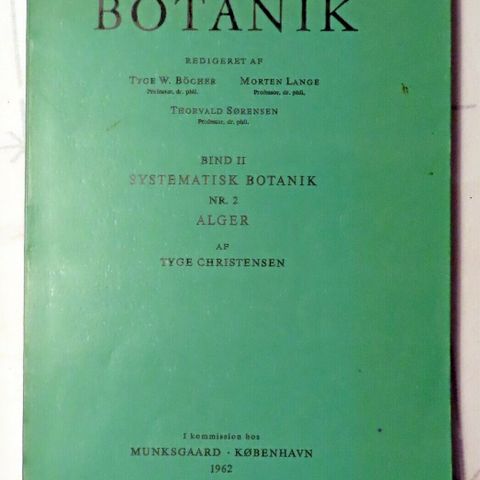 BOTANIK
REDIGERET AF
TYGE W. BÖCHER MORTEN LANGE
Professor, dr. phil. Professor, dr. phil.
THORVALD SØRENSEN
Professor, dr. phil.
BIND II
SYSTEMATISK BOTANIK
NR. 2
ALGER
AF
TYGE CHRISTENSEN
I kommission hos
MUNKSGAARD · KØBENHAVN
1962